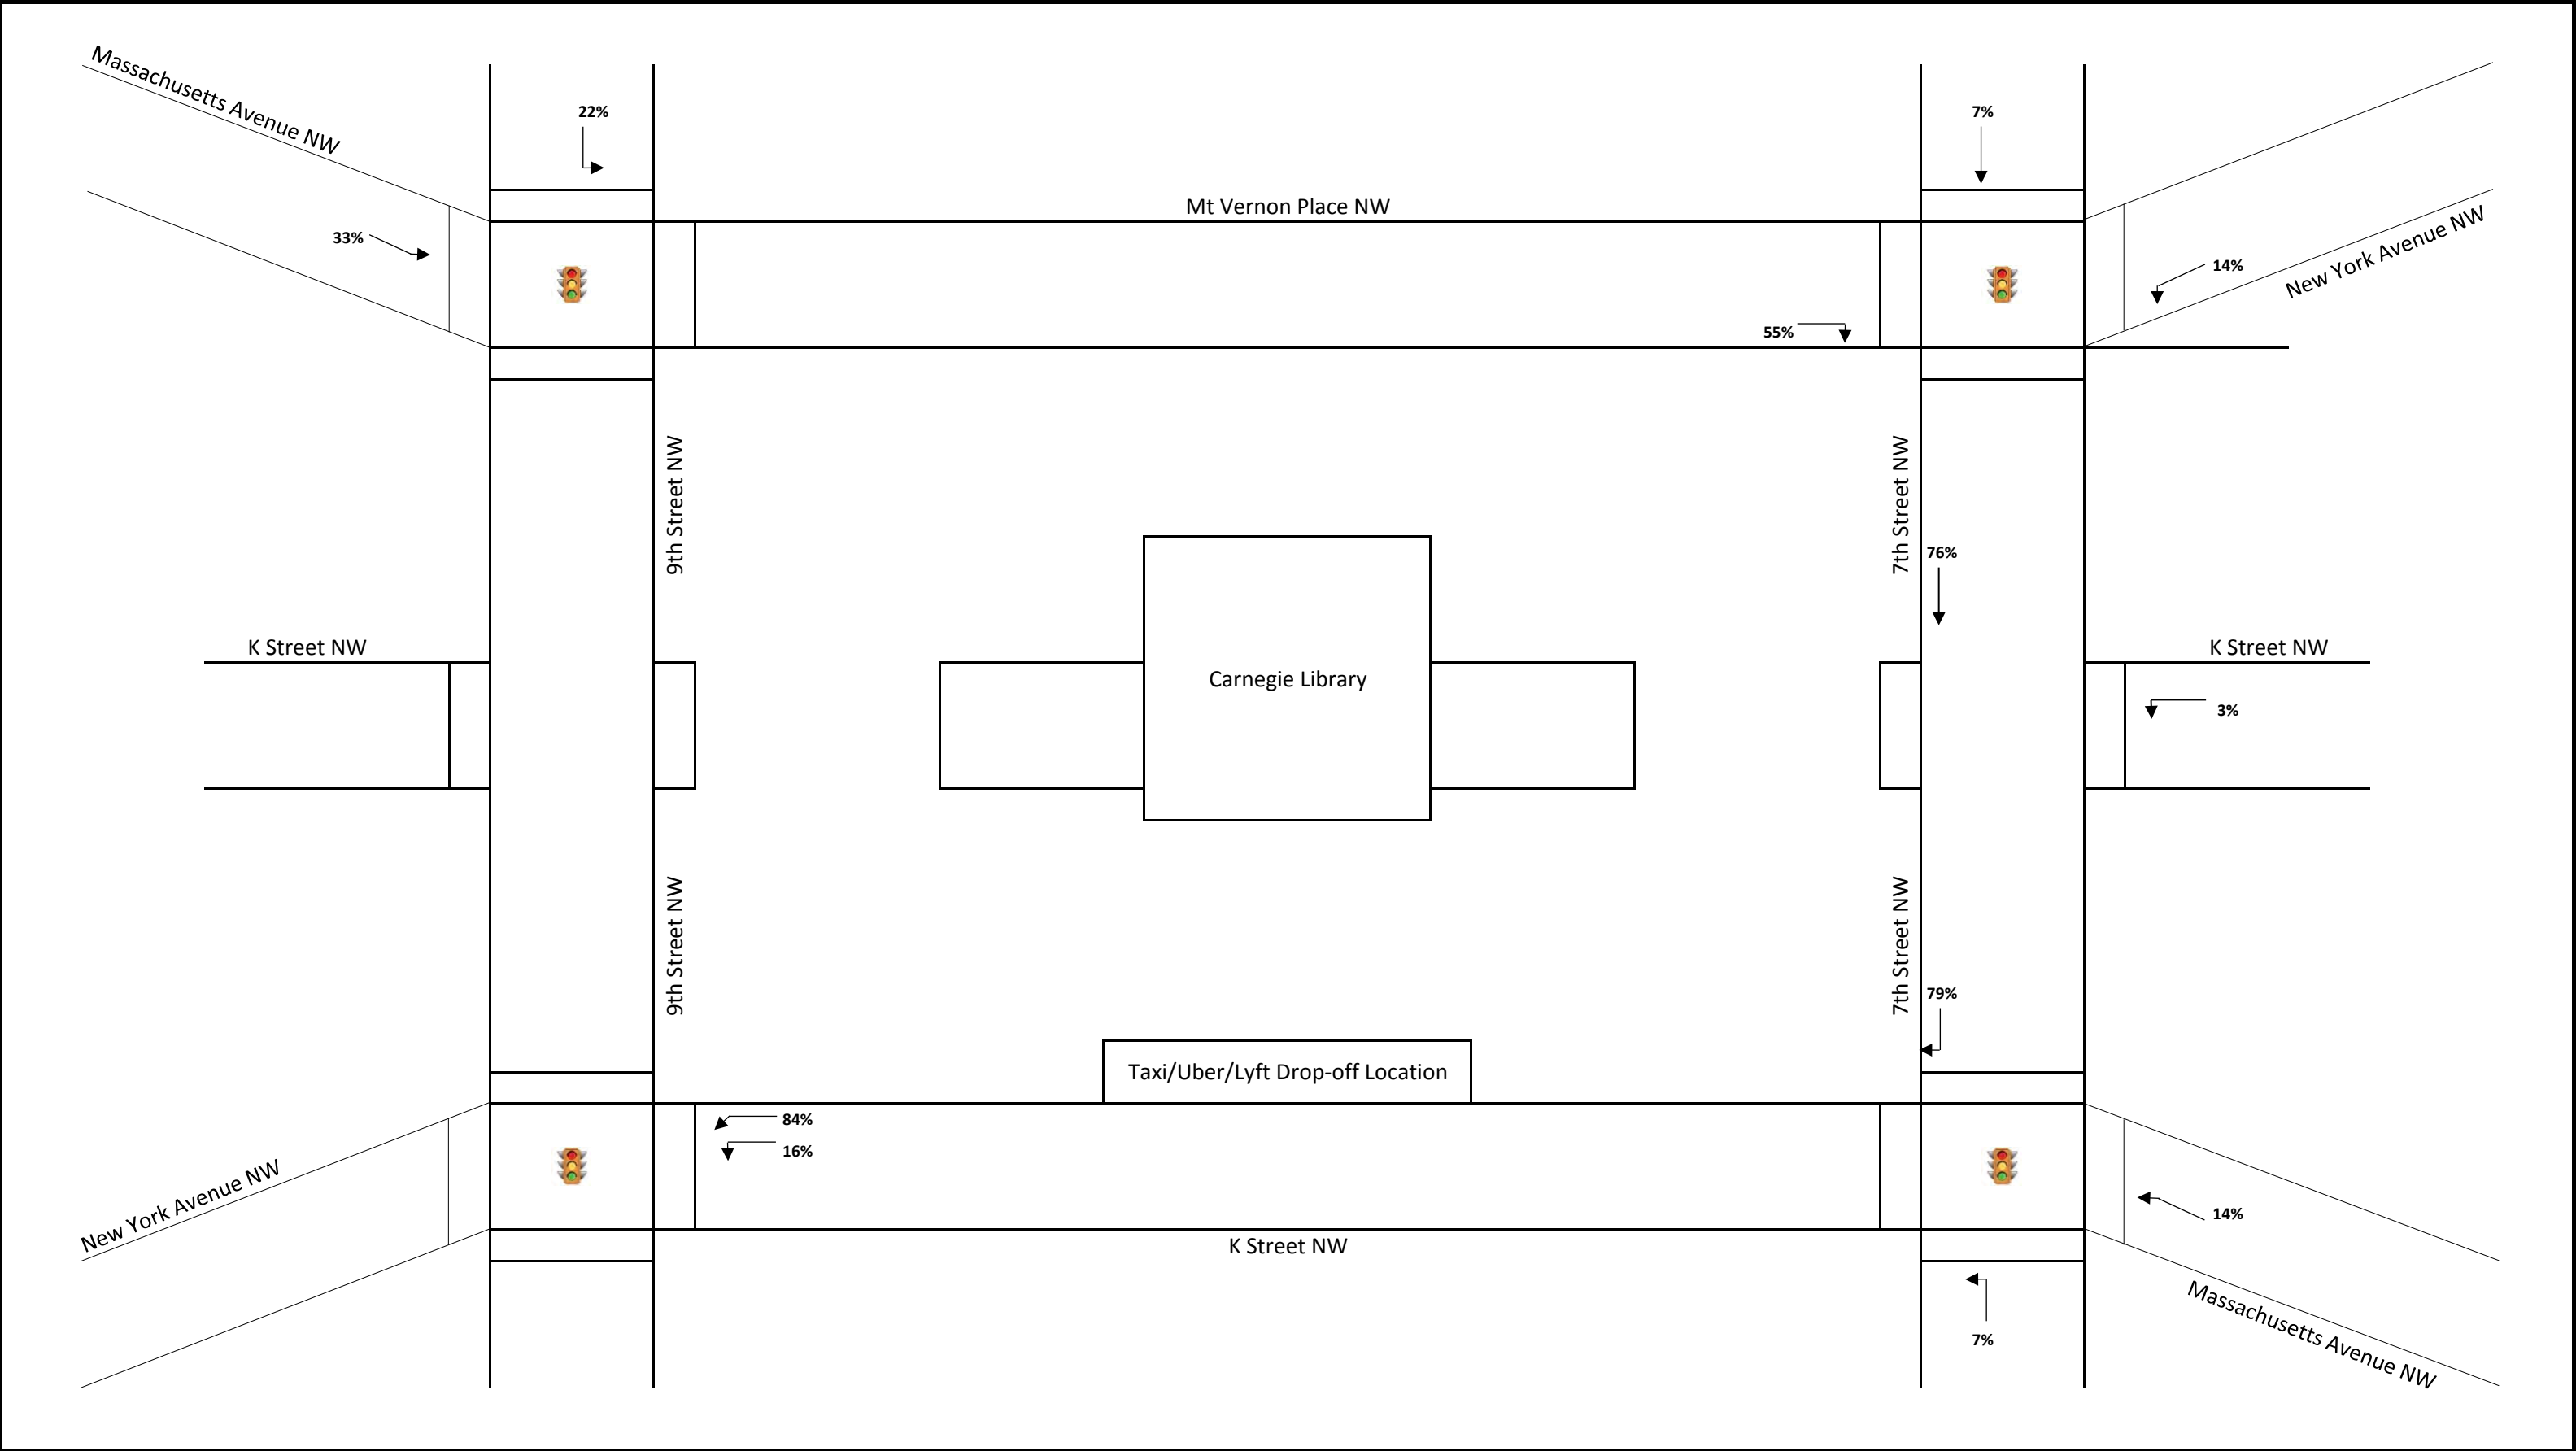 Massachusetts Avenue NW
22%
7%
Mt Vernon Place NW
33%
14%
New York Avenue NW
55%
9th Street NW
7th Street NW
76%
K Street NW
K Street NW
Carnegie Library
3%
9th Street NW
7th Street NW
79%
Taxi/Uber/Lyft Drop-off Location
84%
16%
New York Avenue NW
14%
K Street NW
7%
Massachusetts Avenue NW